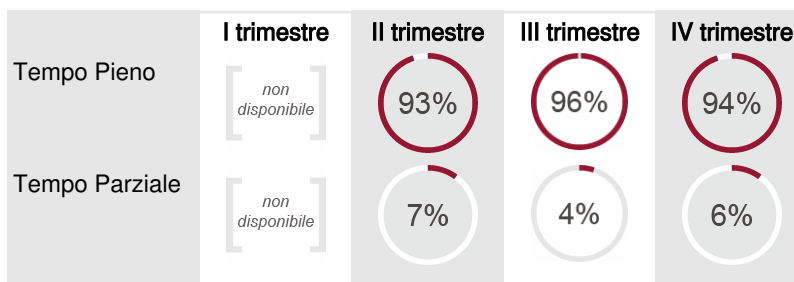 I trimestre II trimestre III trimestre IV trimestre
Tempo Pieno
non
disponibile
93%
96%
94%
Tempo Parziale
non
disponibile
7%
4%
6%